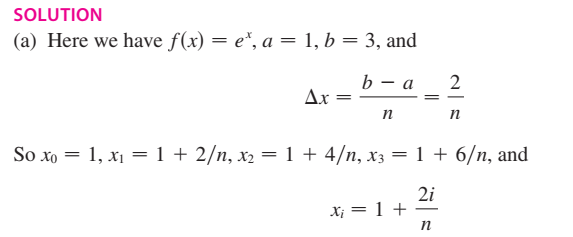 SOLUTION
(a) Here we have f(x) = eˣ, a = 1, b = 3, and
Δx = (b − a)/n = 2/n
So x₀ = 1, x₁ = 1 + 2/n, x₂ = 1 + 4/n, x₃ = 1 + 6/n, and
xᵢ = 1 + 2i/n